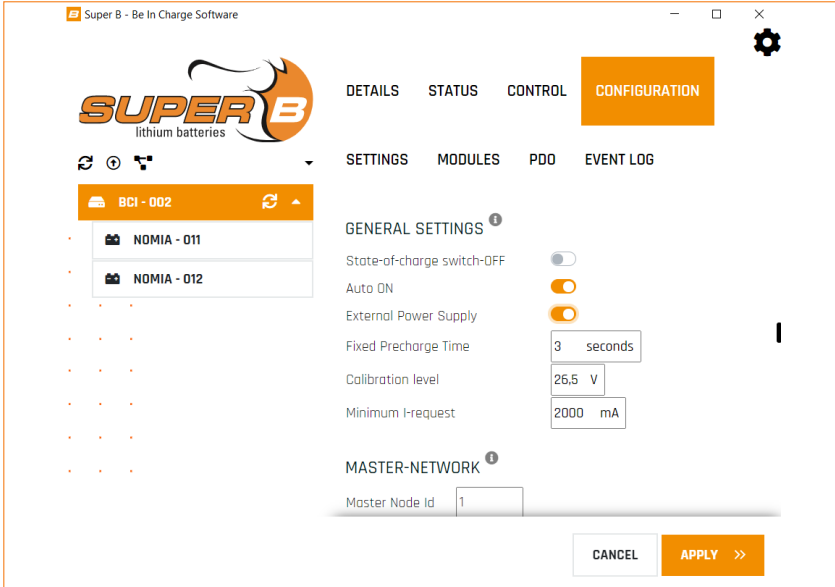 B Super B - Be In Charge Software
SUPER B
lithium batteries
DETAILS STATUS CONTROL CONFIGURATION
SETTINGS MODULES PDO EVENT LOG
BCI - 002
NOMIA - 011
NOMIA - 012
GENERAL SETTINGS i
State-of-charge switch-OFF
Auto ON
External Power Supply
Fixed Precharge Time 3 seconds
Calibration level 26,5 V
Minimum I-request 2000 mA
MASTER-NETWORK i
Master Node Id 1
CANCEL APPLY